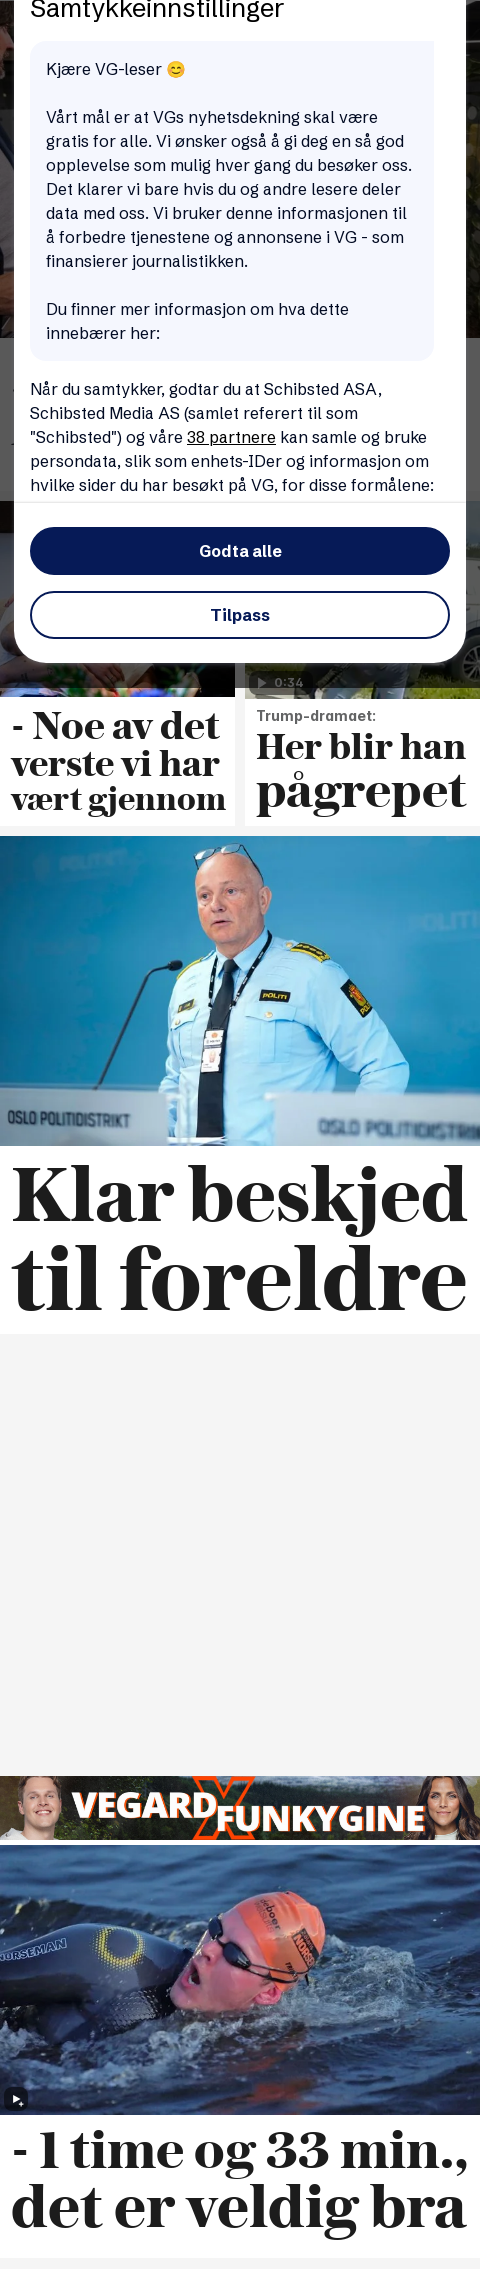 Samtykkeinnstillinger
Kjære VG-leser 😊
Vårt mål er at VGs nyhetsdekning skal være
gratis for alle. Vi ønsker også å gi deg en så god
opplevelse som mulig hver gang du besøker oss.
Det klarer vi bare hvis du og andre lesere deler
data med oss. Vi bruker denne informasjonen til
å forbedre tjenestene og annonsene i VG - som
finansierer journalistikken.
Du finner mer informasjon om hva dette
innebærer her:
Når du samtykker, godtar du at Schibsted ASA,
Schibsted Media AS (samlet referert til som
"Schibsted") og våre 38 partnere kan samle og bruke
persondata, slik som enhets-IDer og informasjon om
hvilke sider du har besøkt på VG, for disse formålene:
Godta alle
Tilpass
0:34
- Noe av det
verste vi har
vært gjennom
Trump-dramaet:
Her blir han
pågrepet
POLITI
OSLO POLITIDISTRIKT
OSLO POLITIDISTRIKT
Klar beskjed
til foreldre
VEGARD X FUNKYGINE
NORSEMAN
deboer
- 1 time og 33 min.,
det er veldig bra